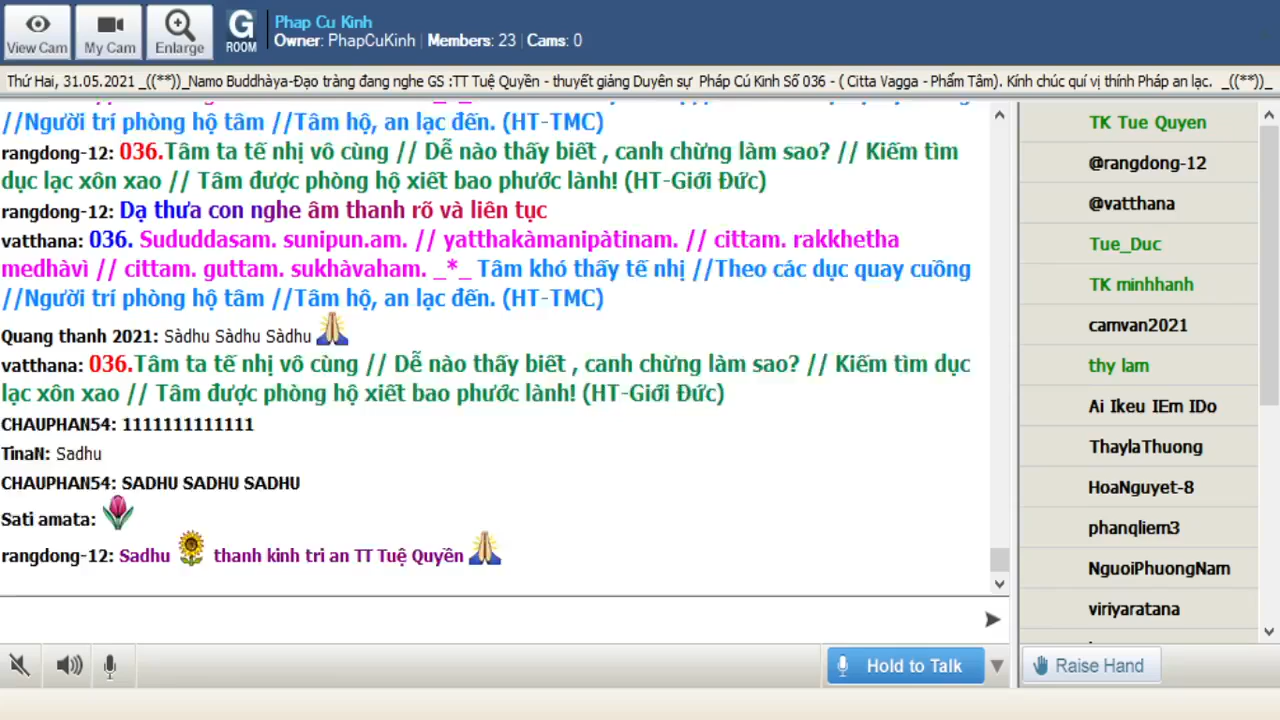 View Cam
My Cam
Enlarge
G
ROOM
Phap Cu Kinh
Owner: PhapCuKinh | Members: 23 | Cams: 0
Thứ Hai, 31.05.2021 _((**))_Namo Buddhàya-Đạo tràng đang nghe GS :TT Tuệ Quyền - thuyết giảng Duyên sự Pháp Cú Kinh Số 036 - ( Citta Vagga - Phẩm Tâm). Kính chúc quí vị thính Pháp an lạc. _((**))_
//Người trí phòng hộ tâm //Tâm hộ, an lạc đến. (HT-TMC)
rangdong-12: 036.Tâm ta tế nhị vô cùng // Dễ nào thấy biết , canh chừng làm sao? // Kiếm tìm
dục lạc xôn xao // Tâm được phòng hộ xiết bao phước lành! (HT-Giới Đức)
rangdong-12: Dạ thưa con nghe âm thanh rõ và liên tục
vatthana: 036. Sududdasam. sunipun.am. // yatthakàmanipàtinam. // cittam. rakkhetha
medhàvì // cittam. guttam. sukhàvaham. _*_ Tâm khó thấy tế nhị //Theo các dục quay cuồng
//Người trí phòng hộ tâm //Tâm hộ, an lạc đến. (HT-TMC)
Quang thanh 2021: Sàdhu Sàdhu Sàdhu
vatthana: 036.Tâm ta tế nhị vô cùng // Dễ nào thấy biết , canh chừng làm sao? // Kiếm tìm dục
lạc xôn xao // Tâm được phòng hộ xiết bao phước lành! (HT-Giới Đức)
CHAUPHAN54: 1111111111111
TinaN: Sadhu
CHAUPHAN54: SADHU SADHU SADHU
Sati amata:
rangdong-12: Sadhu thanh kinh tri an TT Tuệ Quyền
TK Tue Quyen
@rangdong-12
@vatthana
Tue_Duc
TK minhhanh
camvan2021
thy lam
Ai Ikeu IEm IDo
ThaylaThuong
HoaNguyet-8
phanqliem3
NguoiPhuongNam
viriyaratana
Hold to Talk
Raise Hand